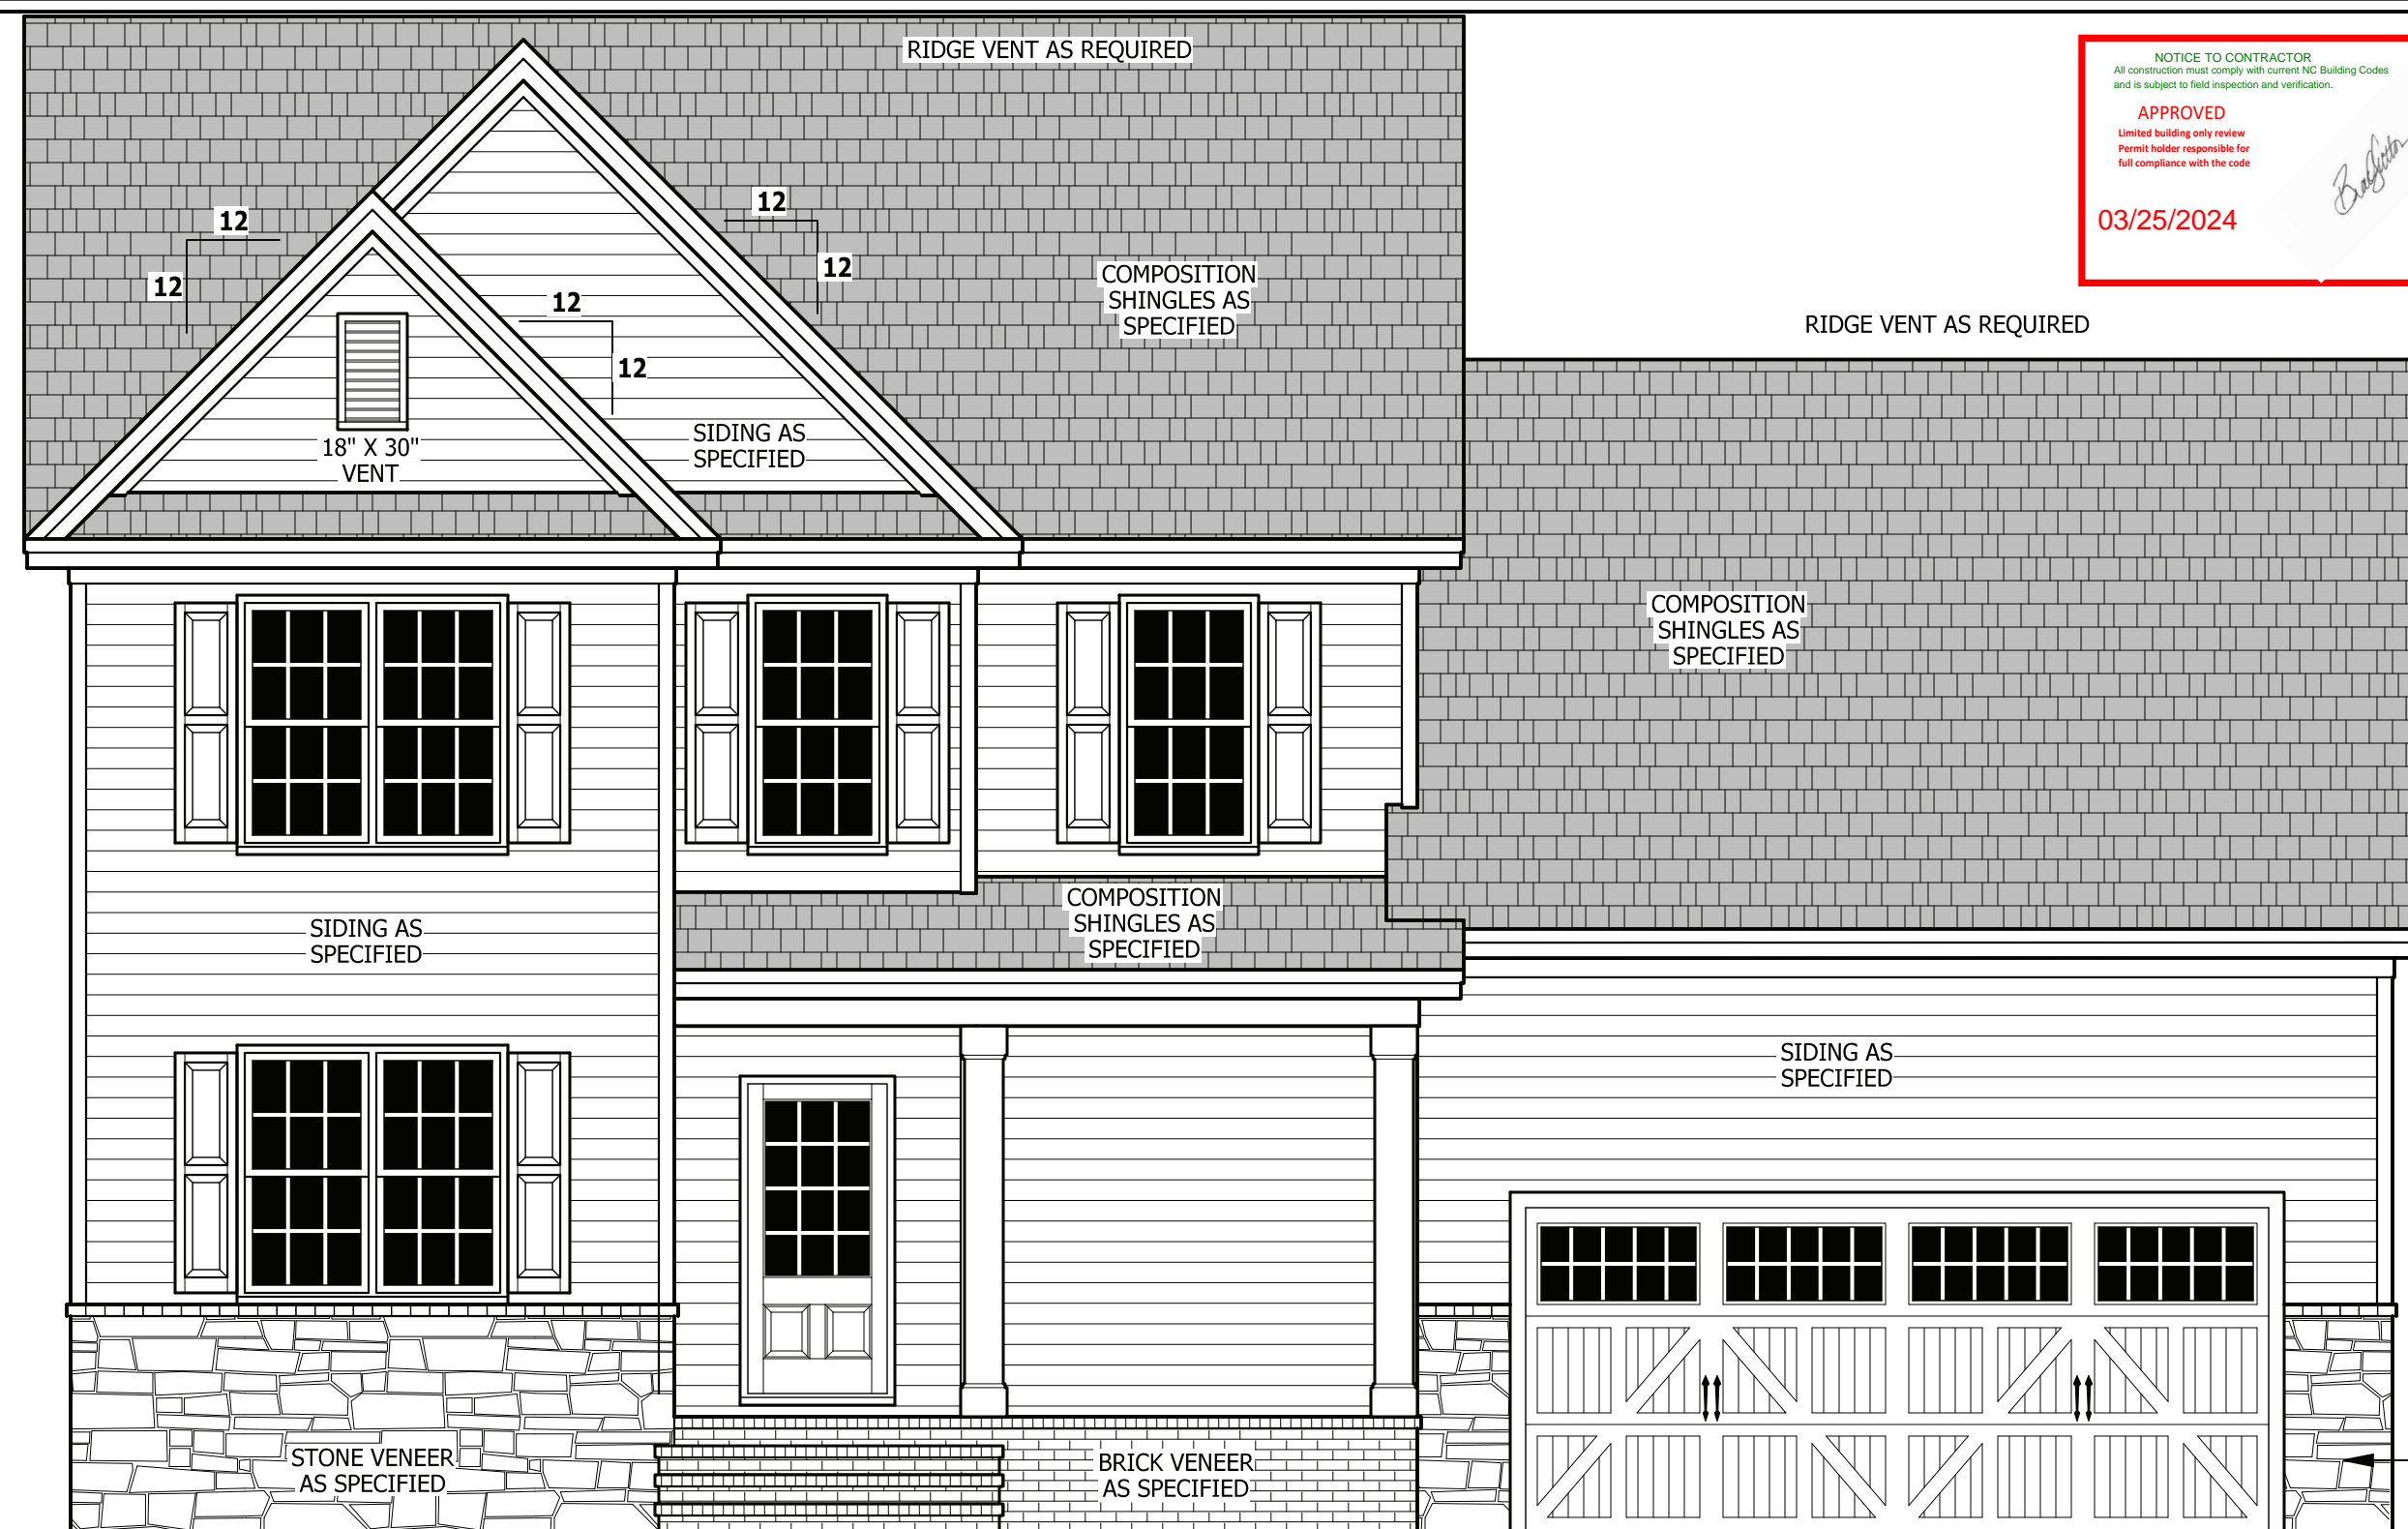 RIDGE VENT AS REQUIRED
NOTICE TO CONTRACTOR
All construction must comply with current NC Building Codes
and is subject to field inspection and verification.
APPROVED
Limited building only review
Permit holder responsible for
full compliance with the code
03/25/2024
12
12
12
12
12
12
COMPOSITION
SHINGLES AS
SPECIFIED
RIDGE VENT AS REQUIRED
18" X 30"
VENT
SIDING AS
SPECIFIED
COMPOSITION
SHINGLES AS
SPECIFIED
COMPOSITION
SHINGLES AS
SPECIFIED
SIDING AS
SPECIFIED
SIDING AS
SPECIFIED
STONE VENEER
AS SPECIFIED
BRICK VENEER
AS SPECIFIED